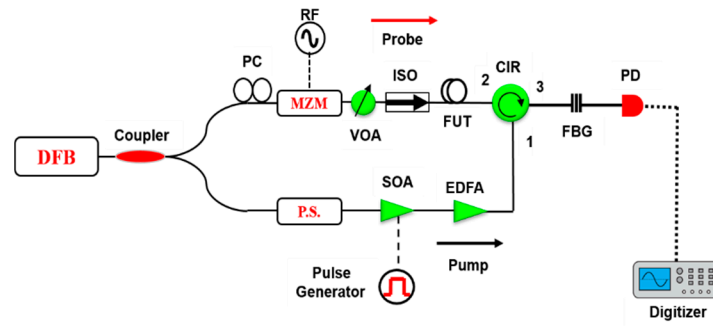 RF
Probe
PC
MZM
VOA
ISO
FUT
2
CIR
3
1
FBG
PD
Coupler
DFB
P.S.
SOA
EDFA
Pump
Pulse
Generator
Digitizer